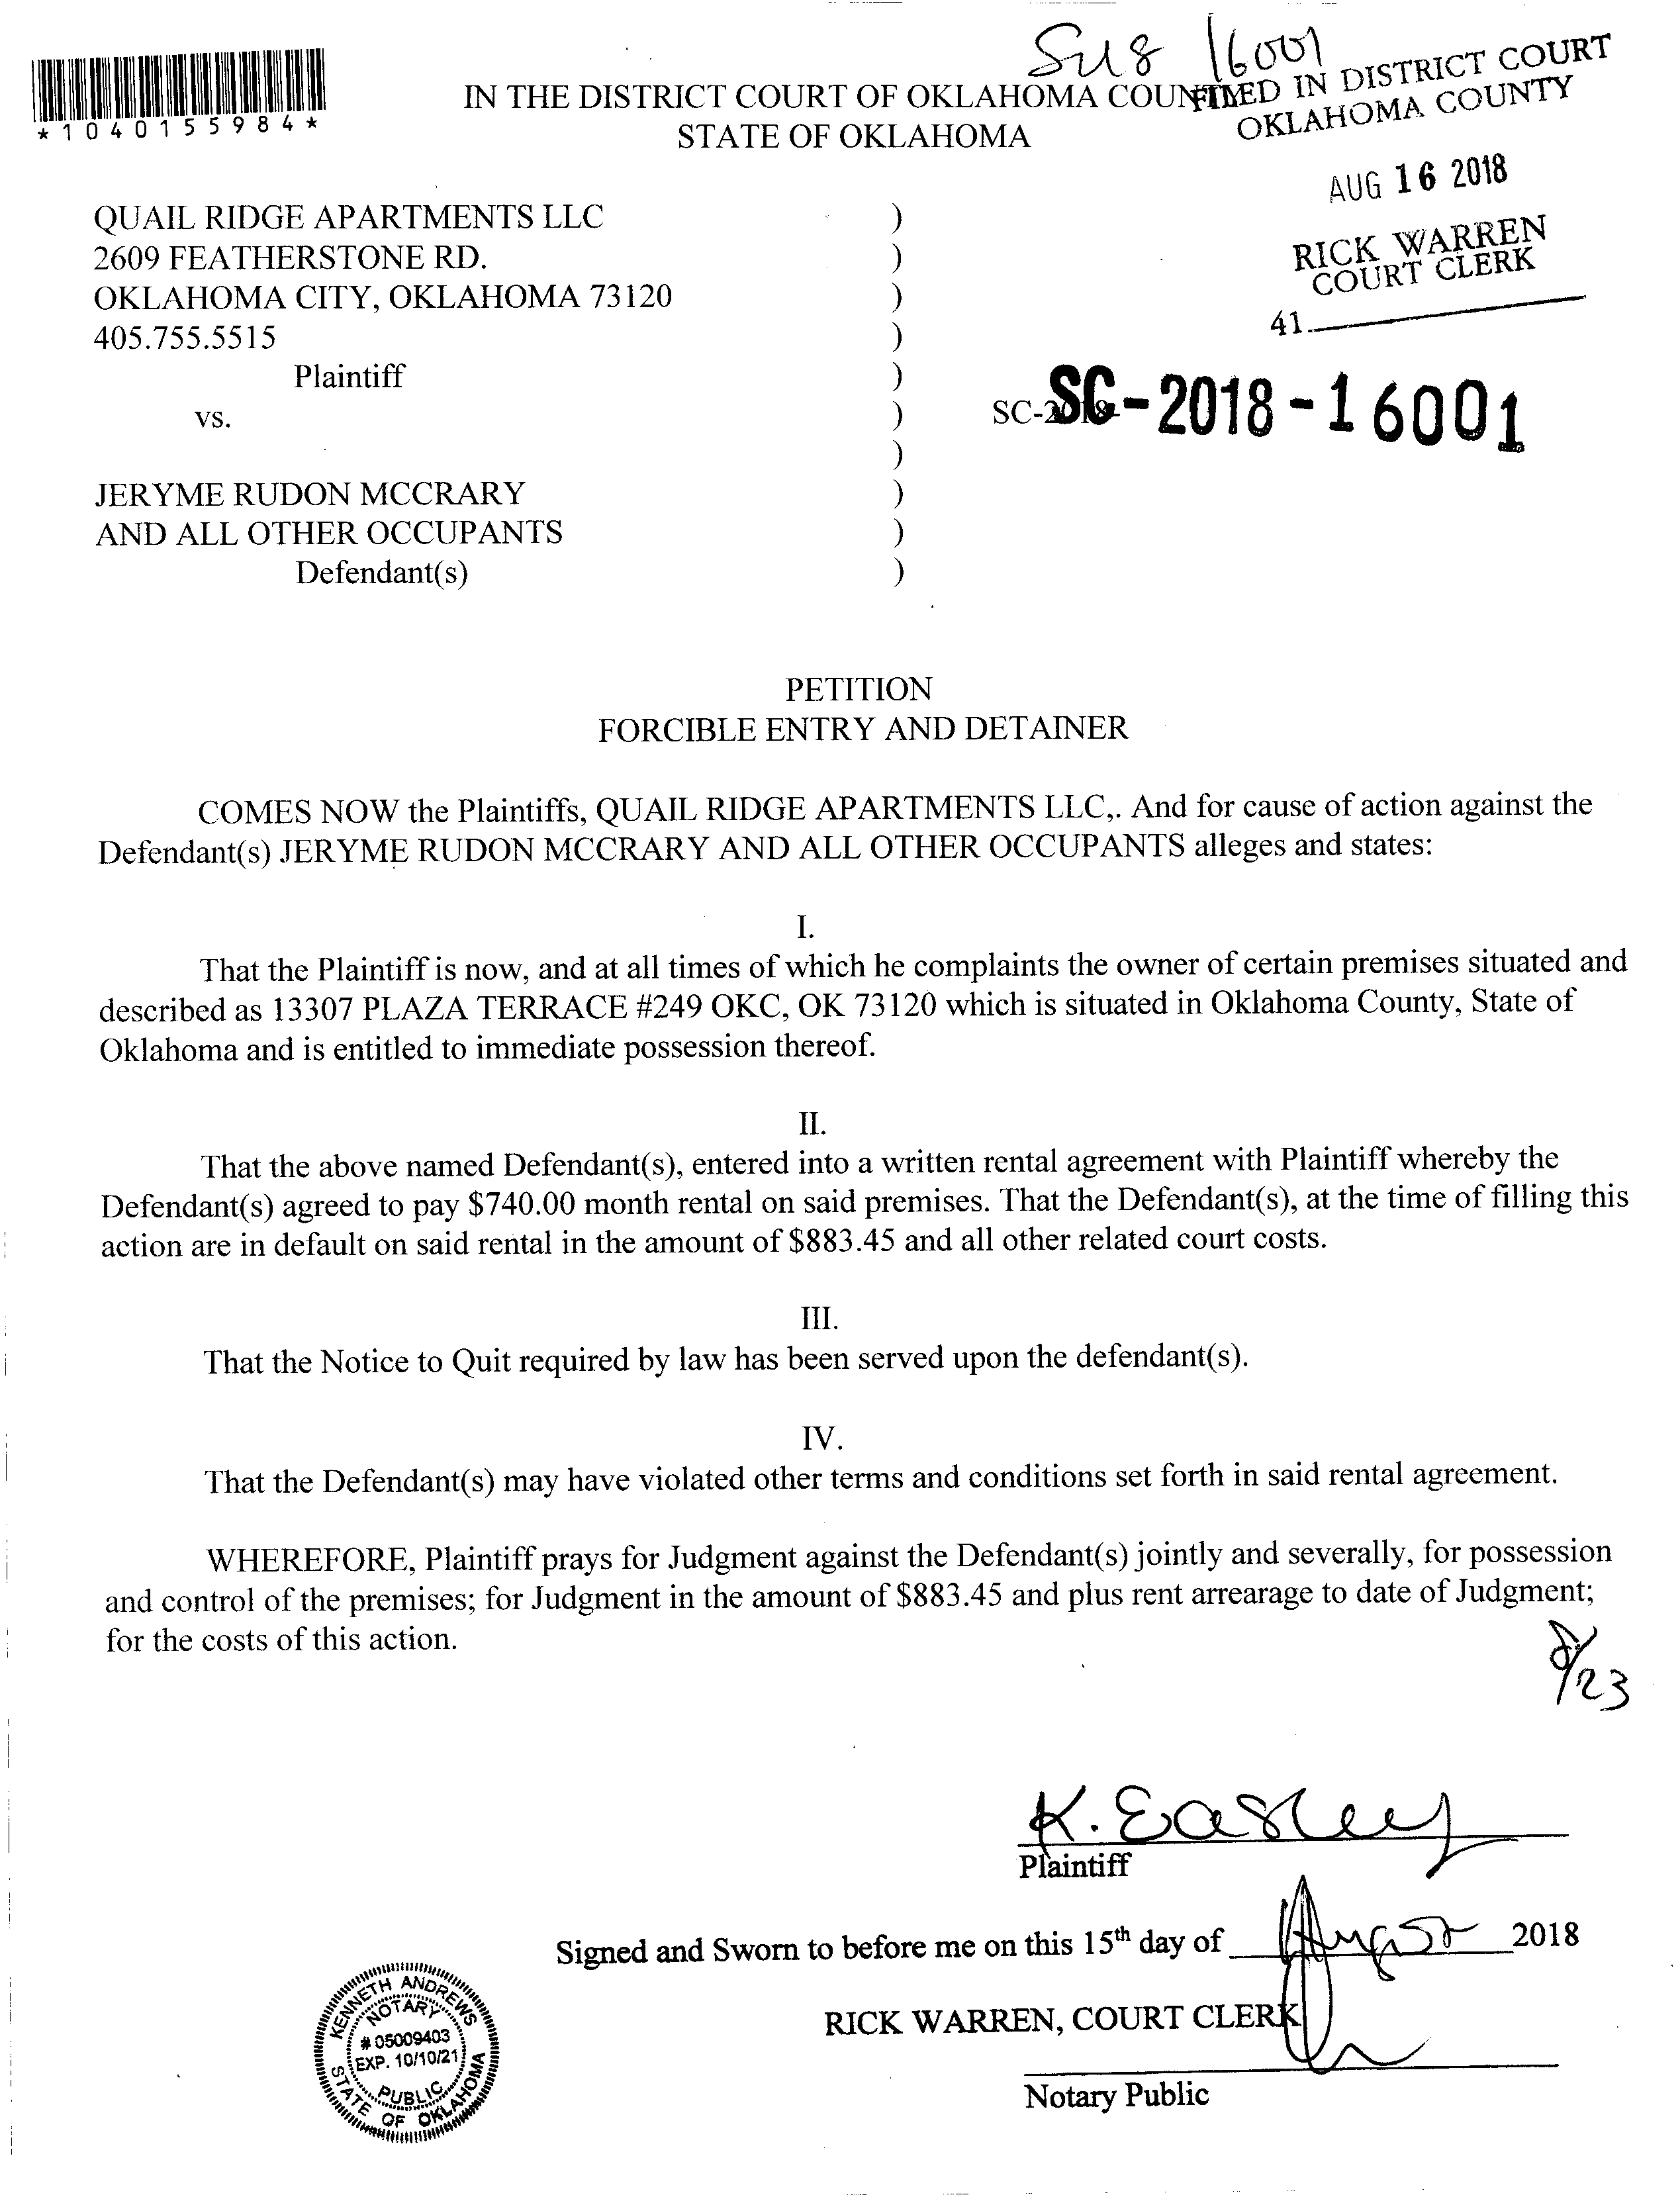 Su8 16001
*1040155984*
IN THE DISTRICT COURT OF OKLAHOMA COUNTY
STATE OF OKLAHOMA
FILED IN DISTRICT COURT
OKLAHOMA COUNTY
AUG 16 2018
RICK WARREN
COURT CLERK
41
QUAIL RIDGE APARTMENTS LLC )
2609 FEATHERSTONE RD. )
OKLAHOMA CITY, OKLAHOMA 73120 )
405.755.5515 )
Plaintiff )
vs. ) SC-2018- SC-2018-16001
)
JERYME RUDON MCCRARY )
AND ALL OTHER OCCUPANTS )
Defendant(s) )
PETITION
FORCIBLE ENTRY AND DETAINER
COMES NOW the Plaintiffs, QUAIL RIDGE APARTMENTS LLC,. And for cause of action against the
Defendant(s) JERYME RUDON MCCRARY AND ALL OTHER OCCUPANTS alleges and states:
I.
That the Plaintiff is now, and at all times of which he complaints the owner of certain premises situated and
described as 13307 PLAZA TERRACE #249 OKC, OK 73120 which is situated in Oklahoma County, State of
Oklahoma and is entitled to immediate possession thereof.
II.
That the above named Defendant(s), entered into a written rental agreement with Plaintiff whereby the
Defendant(s) agreed to pay $740.00 month rental on said premises. That the Defendant(s), at the time of filling this
action are in default on said rental in the amount of $883.45 and all other related court costs.
III.
That the Notice to Quit required by law has been served upon the defendant(s).
IV.
That the Defendant(s) may have violated other terms and conditions set forth in said rental agreement.
WHEREFORE, Plaintiff prays for Judgment against the Defendant(s) jointly and severally, for possession
and control of the premises; for Judgment in the amount of $883.45 and plus rent arrearage to date of Judgment;
for the costs of this action.
8/23
K. Easley
Plaintiff
Signed and Sworn to before me on this 15th day of August 2018
RICK WARREN, COURT CLERK
Notary Public
KENNETH ANDREWS
NOTARY
# 05009403
EXP. 10/10/21
PUBLIC
STATE OF OKLAHOMA